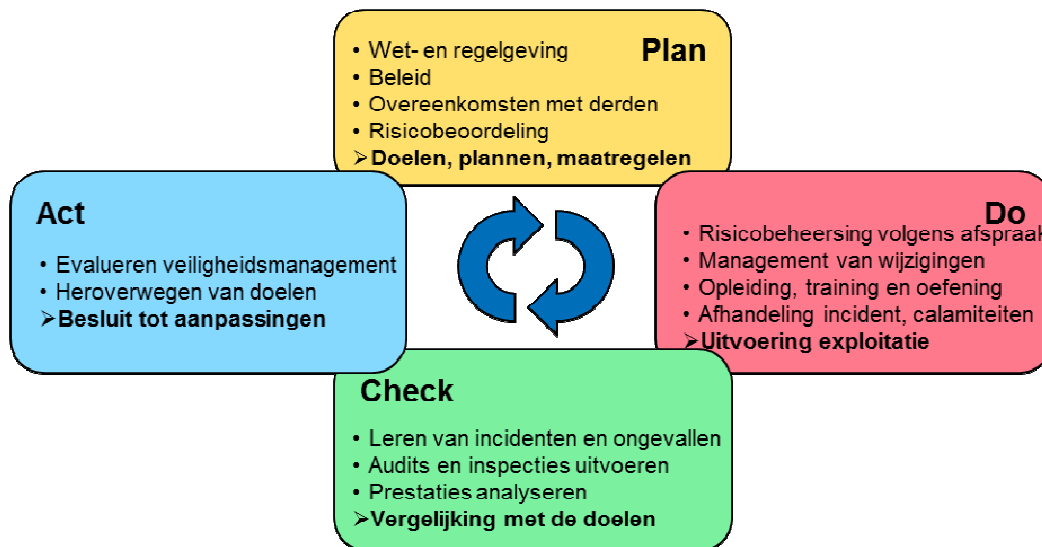 Plan
• Wet- en regelgeving
• Beleid
• Overeenkomsten met derden
• Risicobeoordeling
➢Doelen, plannen, maatregelen
Do
• Risicobeheersing volgens afspraak
• Management van wijzigingen
• Opleiding, training en oefening
• Afhandeling incident, calamiteiten
➢Uitvoering exploitatie
Check
• Leren van incidenten en ongevallen
• Audits en inspecties uitvoeren
• Prestaties analyseren
➢Vergelijking met de doelen
Act
• Evalueren veiligheidsmanagement
• Heroverwegen van doelen
➢Besluit tot aanpassingen